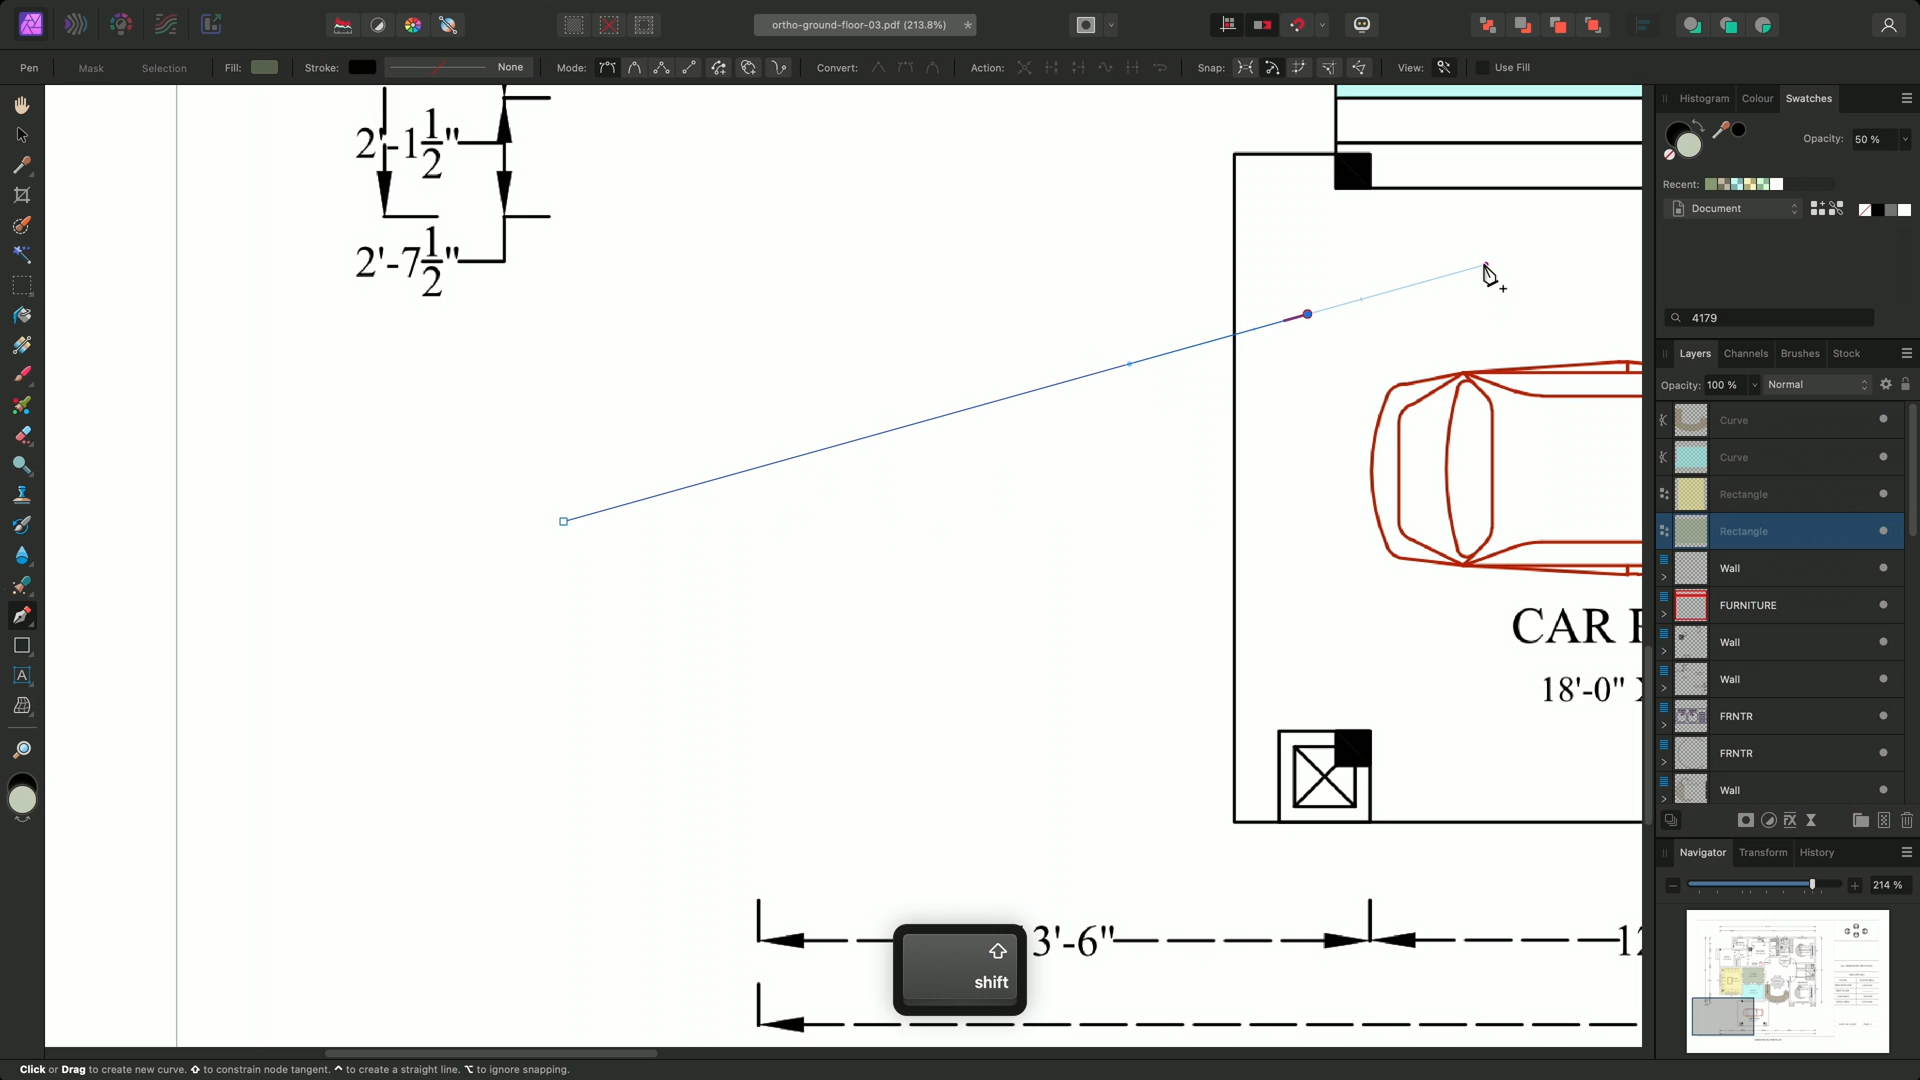 ortho-ground-floor-03.pdf (213.8%)
Pen
Mask
Selection
Fill:
Stroke:
None
Mode:
Convert:
Action:
Snap:
View:
Use Fill
2'-1 1/2"
2'-7 1/2"
18'-0"
3'-6"
CAR
shift
Histogram
Colour
Swatches
Opacity:
50 %
Recent:
Document
4179
Layers
Channels
Brushes
Stock
Opacity:
100 %
Normal
Curve
Curve
Rectangle
Rectangle
Wall
FURNITURE
Wall
Wall
FRNTR
FRNTR
Wall
Navigator
Transform
History
214 %
Click or Drag to create new curve. ⇧ to constrain node tangent. ^ to create a straight line. ⌥ to ignore snapping.